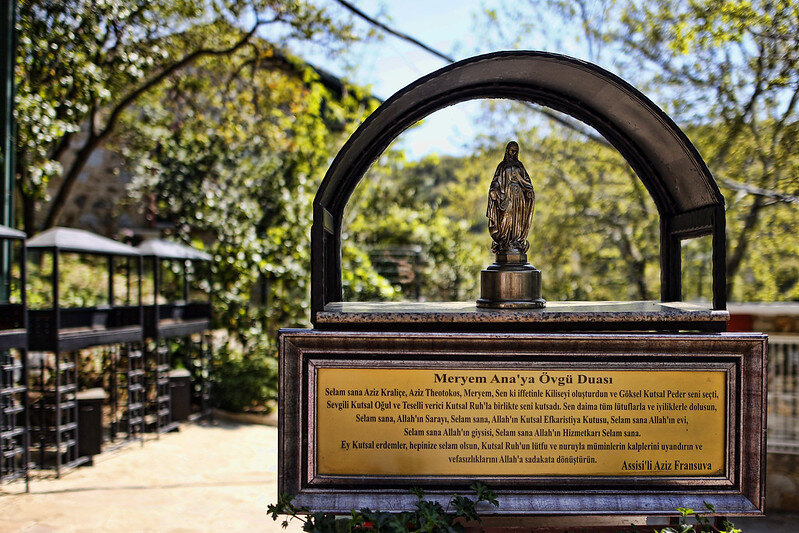 Meryem Ana'ya Övgü Duası
Selam sana Aziz Kraliçe, Aziz Theotokos, Meryem, Sen ki iffetinle Kiliseyi oluşturdun ve Göksel Kutsal Peder seni seçti,
Sevgili Kutsal Oğul ve Teselli verici Kutsal Ruh'la birlikte seni kutsadı. Sen daima tüm lütuflarla ve iyiliklerle dolusun,
Selam sana, Allah'ın Sarayı, Selam sana, Allah'ın Kutsal Efkaristiya Kutusu, Selam sana Allah'ın evi,
Selam sana Allah'ın giysisi, Selam sana Allah'ın Hizmetkarı Selam sana.
Ey Kutsal erdemler, hepinize selam olsun, Kutsal Ruh'un lütfu ve nuruyla müminlerin kalplerini uyandırın ve
vefasızlıklarını Allah'a sadakata dönüştürün.
Assisi'li Aziz Fransuva